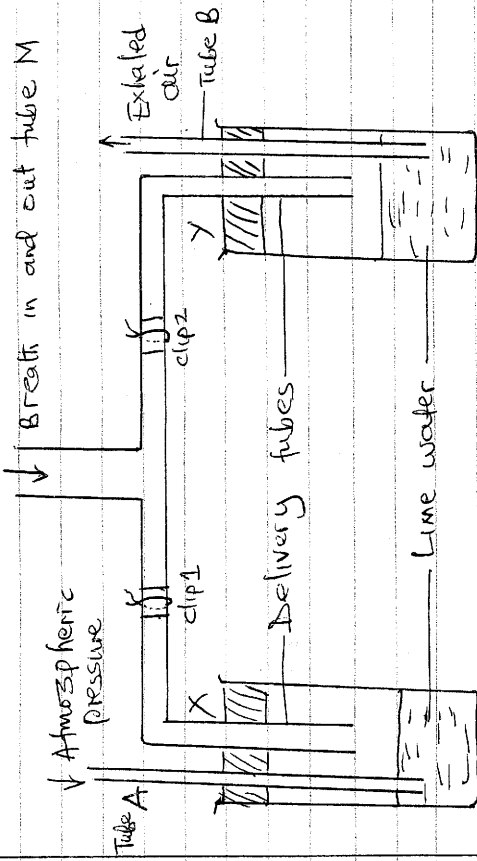 Breath in and out tube M
↓ Atmospheric
pressure
Exhaled
air
Tube A
Tube B
clip1
clip2
X
Y
Delivery tubes
Lime water